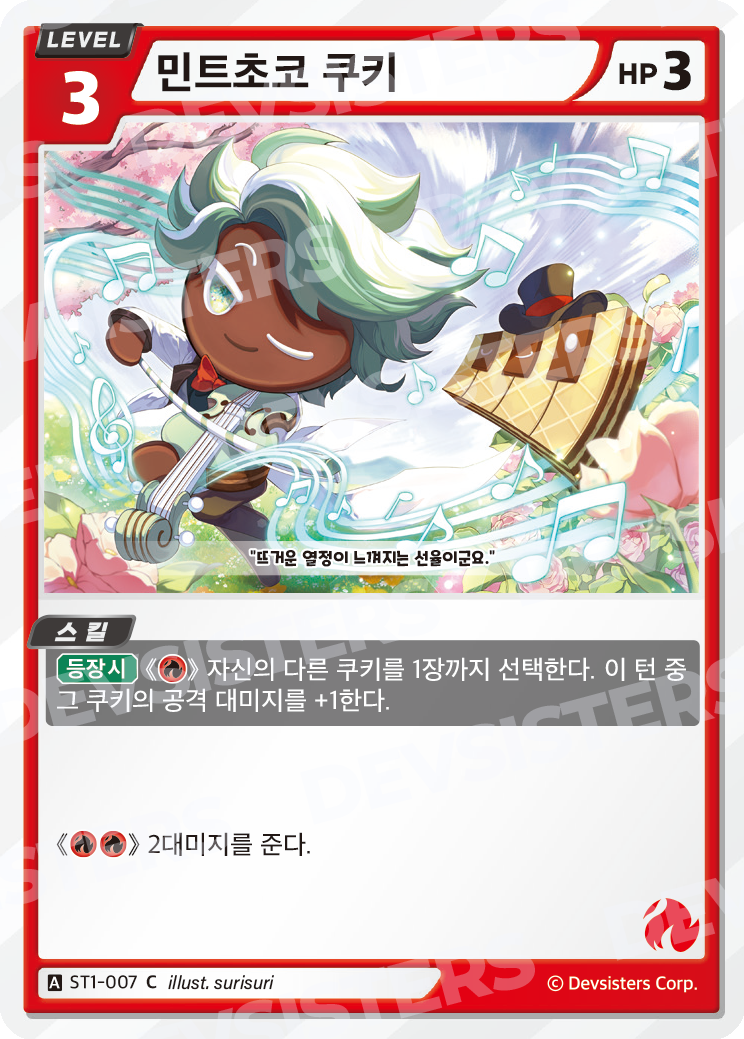 LEVEL
3
민트초코 쿠키
HP 3
"뜨거운 열정이 느껴지는 선율이군요."
스킬
등장시 《》 자신의 다른 쿠키를 1장까지 선택한다. 이 턴 중
그 쿠키의 공격 대미지를 +1한다.
《》 2대미지를 준다.
A ST1-007 C illust. surisuri
© Devsisters Corp.
DEVSISTERS